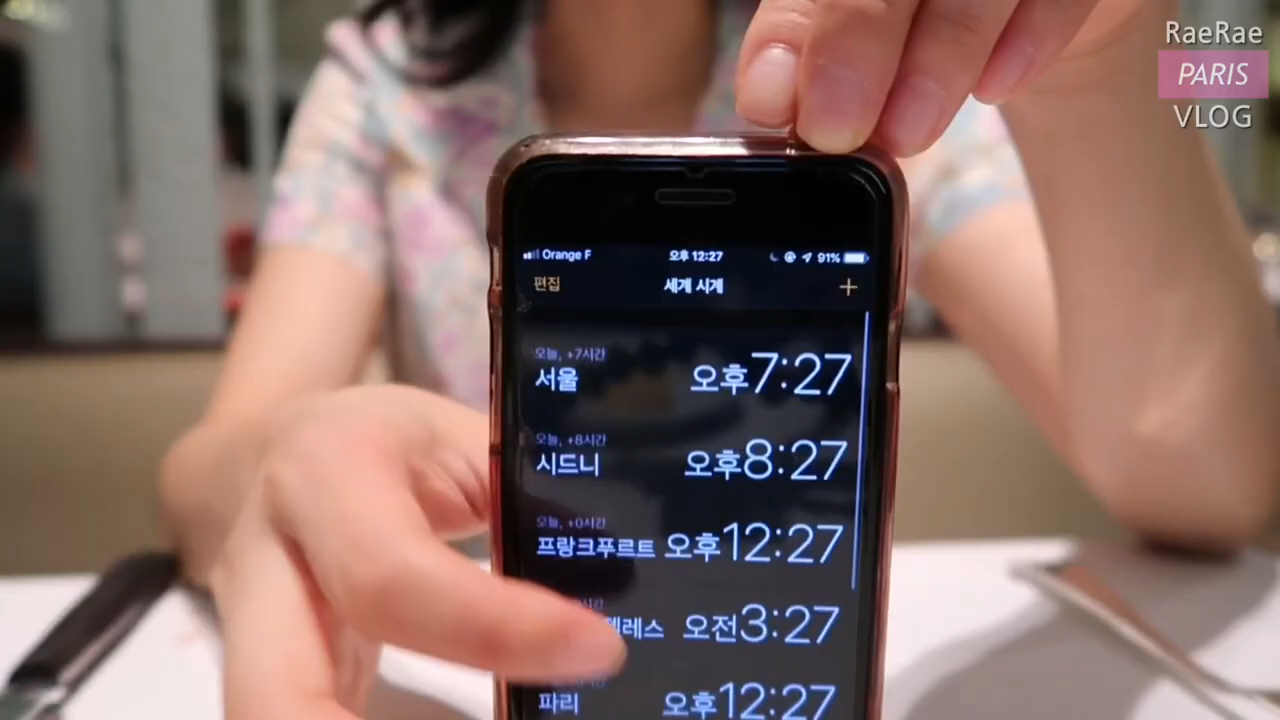 RaeRae
PARIS
VLOG
Orange F 오후 12:27 91%
편집 세계 시계 +
오늘, +7시간
서울 오후7:27
오늘, +8시간
시드니 오후8:27
오늘, +0시간
프랑크푸르트 오후12:27
젤레스 오전3:27
파리 오후12:27